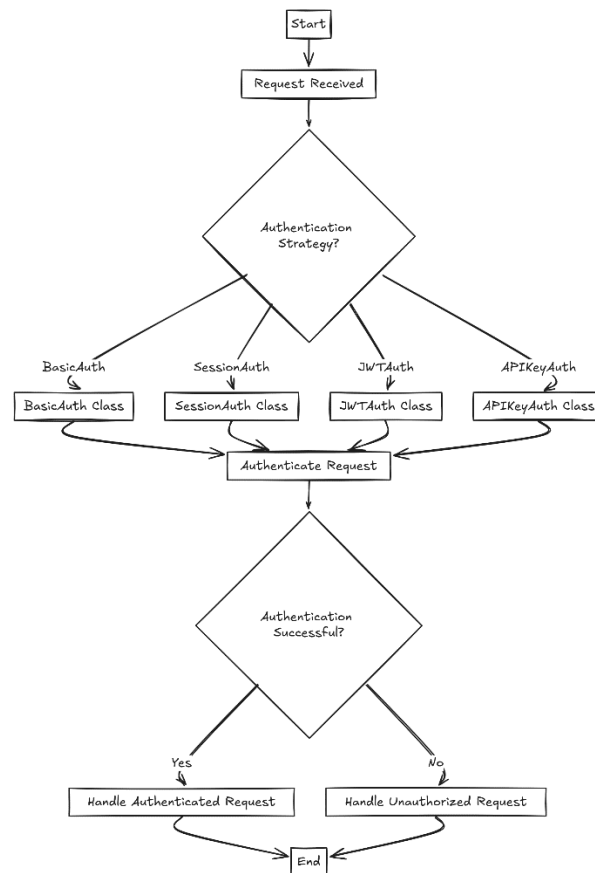 Start
Request Received
Authentication
Strategy?
BasicAuth
SessionAuth
JWTAuth
APIKeyAuth
BasicAuth Class
SessionAuth Class
JWTAuth Class
APIKeyAuth Class
Authenticate Request
Authentication
Successful?
Yes
No
Handle Authenticated Request
Handle Unauthorized Request
End